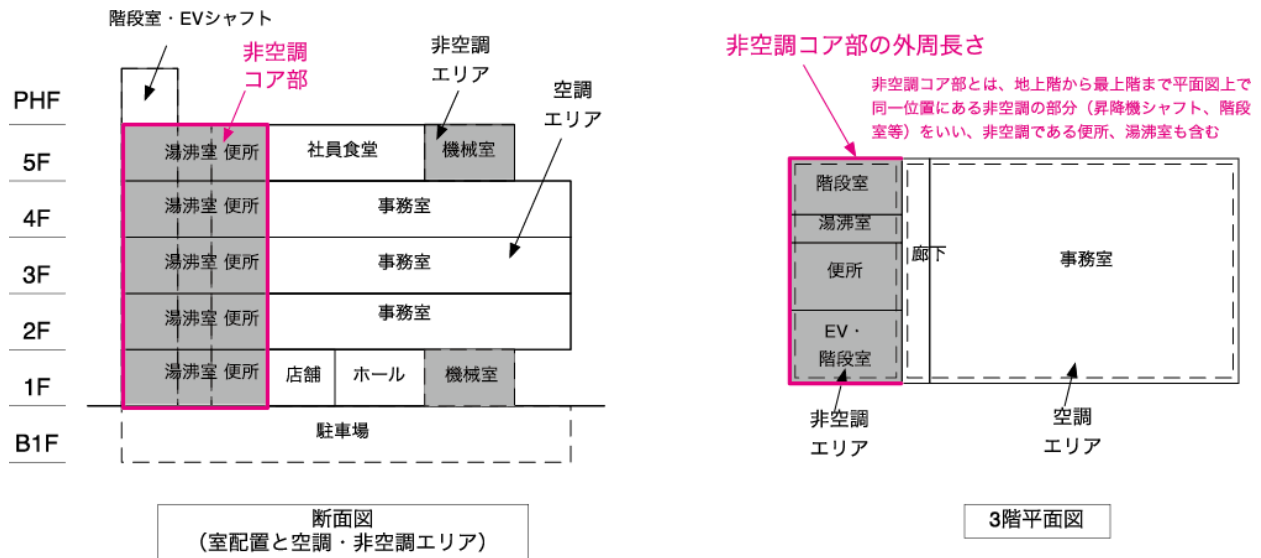 階段室・EVシャフト
非空調
コア部
非空調
エリア
空調
エリア
PHF
5F
湯沸室 便所
社員食堂
機械室
4F
湯沸室 便所
事務室
3F
湯沸室 便所
事務室
2F
湯沸室 便所
事務室
1F
湯沸室 便所
店舗
ホール
機械室
B1F
駐車場
断面図
(室配置と空調・非空調エリア)
非空調コア部の外周長さ
非空調コア部とは、地上階から最上階まで平面図上で
同一位置にある非空調の部分（昇降機シャフト、階段
室等）をいい、非空調である便所、湯沸室も含む
階段室
湯沸室
便所
EV・
階段室
廊下
事務室
非空調
エリア
空調
エリア
3階平面図